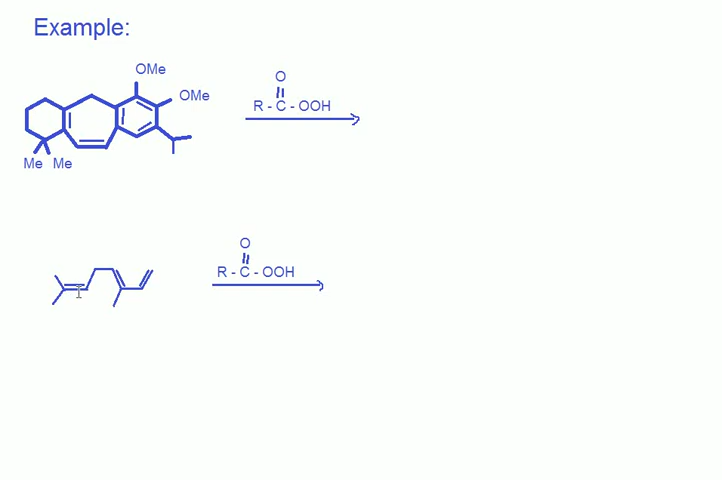 Example:
OMe
OMe
O
R - C - OOH
Me Me
O
R - C - OOH